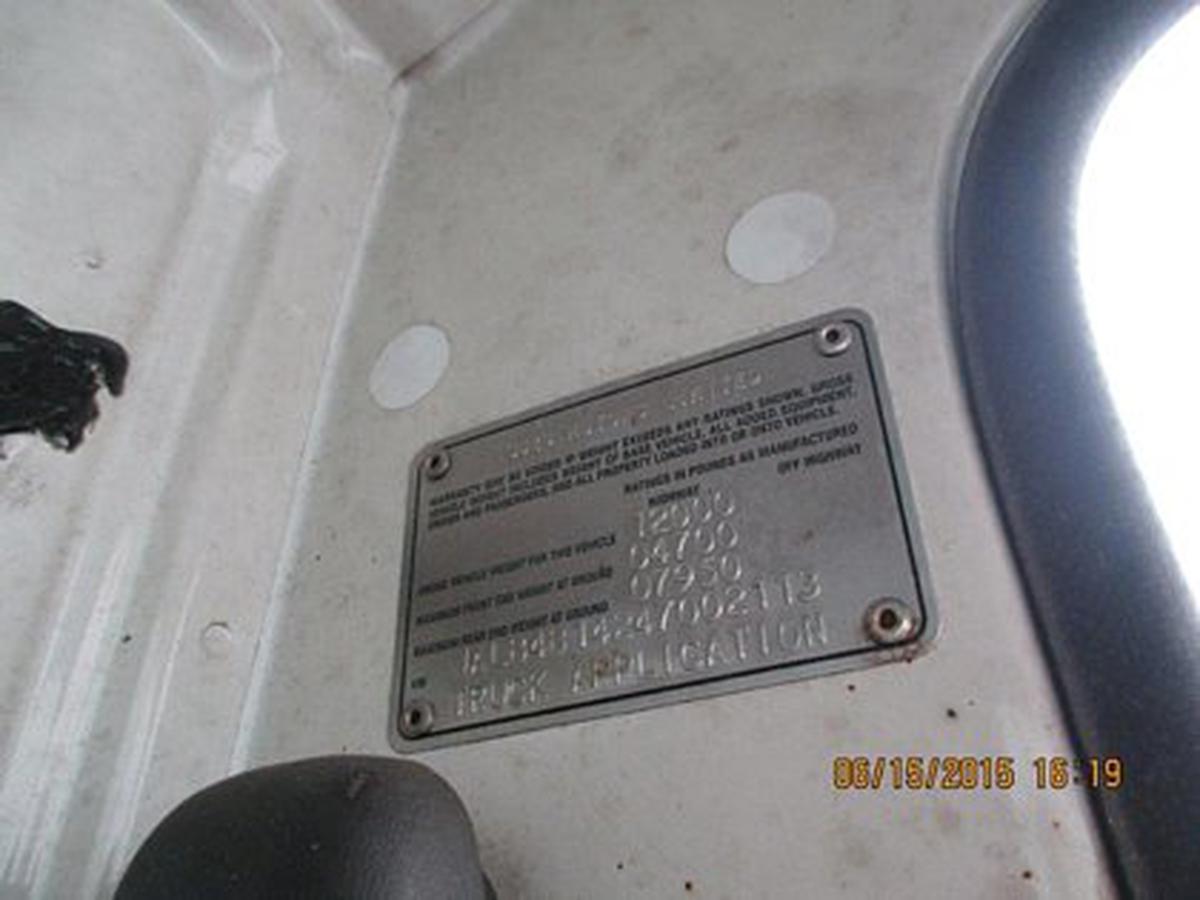 WARRANTY MAY BE VOIDED IF WEIGHT EXCEEDS ANY RATINGS SHOWN. GROSS
VEHICLE WEIGHT INCLUDES WEIGHT OF BASE VEHICLE, ALL ADDED EQUIPMENT,
DRIVER AND PASSENGERS, AND ALL PROPERTY LOADED INTO OR ONTO VEHICLE.
RATINGS IN POUNDS AS MANUFACTURED
HIGHWAY OFF HIGHWAY
GROSS VEHICLE WEIGHT FOR THIS VEHICLE 12000
MAXIMUM FRONT END WEIGHT AT GROUND 04700
MAXIMUM REAR END WEIGHT AT GROUND 07950
VIN
TRUCK APPLICATION
06/15/2015 16:19